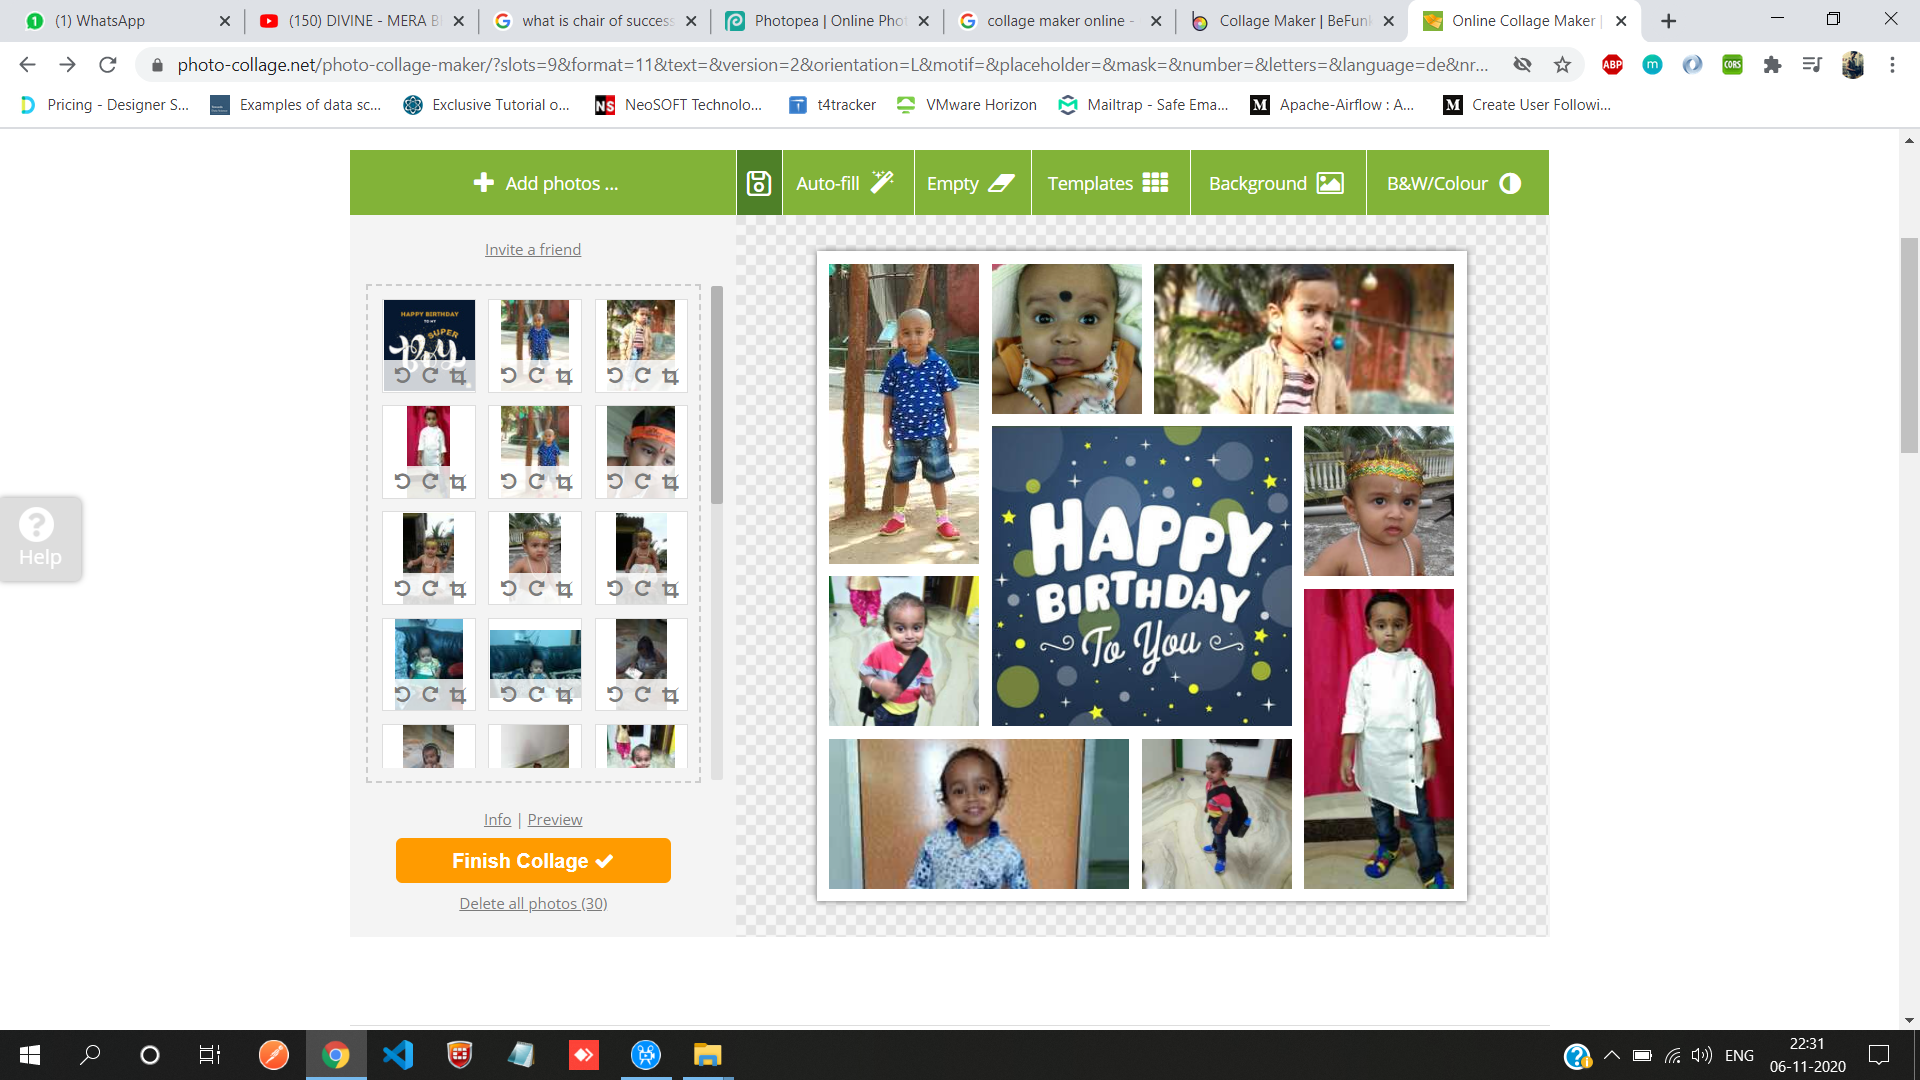 (1) WhatsApp
(150) DIVINE - MERA B
what is chair of success
Photopea | Online Phot
collage maker online -
Collage Maker | BeFun
Online Collage Maker |
photo-collage.net/photo-collage-maker/?slots=9&format=11&text=&version=2&orientation=L&motif=&placeholder=&mask=&number=&letters=&language=de&nr...
ABP
m
CORS
Pricing - Designer S...
Examples of data sc...
Exclusive Tutorial o...
NS
NeoSOFT Technolo...
t4tracker
VMware Horizon
Mailtrap - Safe Ema...
M
Apache-Airflow : A...
M
Create User Followi...
Add photos ...
Auto-fill
Empty
Templates
Background
B&W/Colour
Invite a friend
HAPPY BIRTHDAY
TO MY
SUPER
Boy
HAPPY
BIRTHDAY
To You
Help
Info | Preview
Finish Collage
Delete all photos (30)
ENG
22:31
06-11-2020